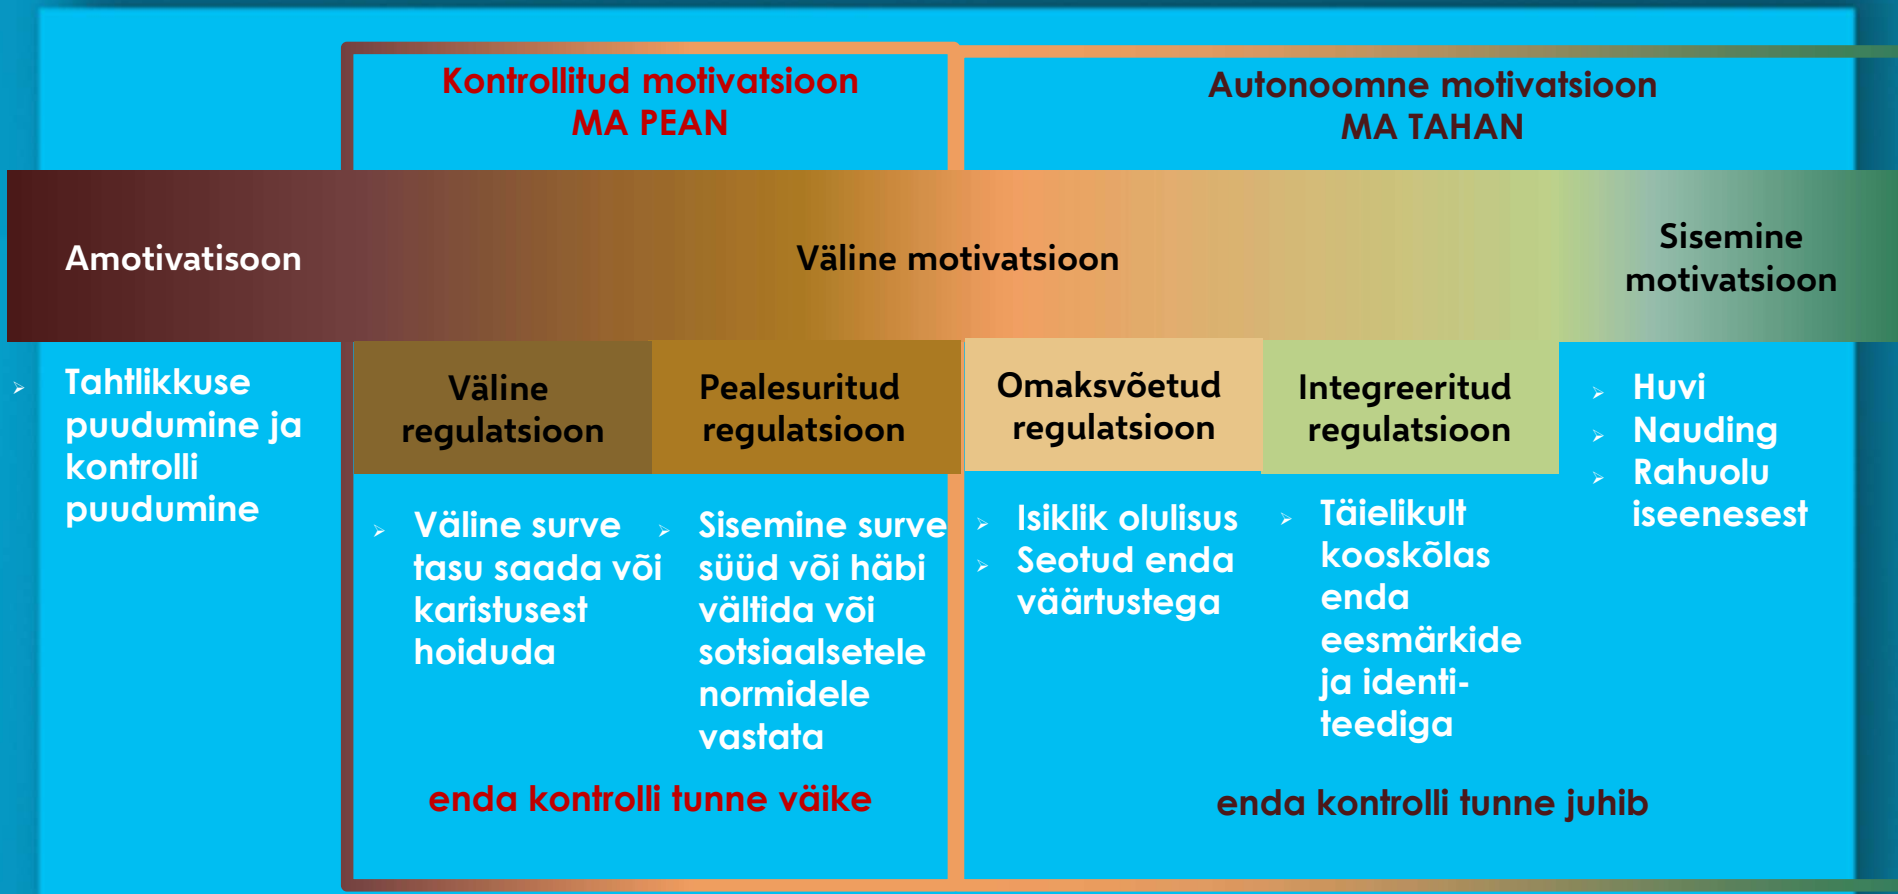 Kontrollitud motivatsioon
MA PEAN
Autonoomne motivatsioon
MA TAHAN
Amotivatisoon
Väline motivatsioon
Sisemine
motivatsioon
Tahtlikkuse
puudumine ja
kontrolli
puudumine
Väline
regulatsioon
Pealesuritud
regulatsioon
Omaksvõetud
regulatsioon
Integreeritud
regulatsioon
Huvi
Nauding
Rahuolu
iseenesest
Väline surve
tasu saada või
karistusest
hoiduda
Sisemine surve
süüd või häbi
vältida või
sotsiaalsetele
normidele
vastata
Isiklik olulisus
Seotud enda
väärtustega
Täielikult
kooskõlas
enda
eesmärkide
ja identi-
teediga
enda kontrolli tunne väike
enda kontrolli tunne juhib